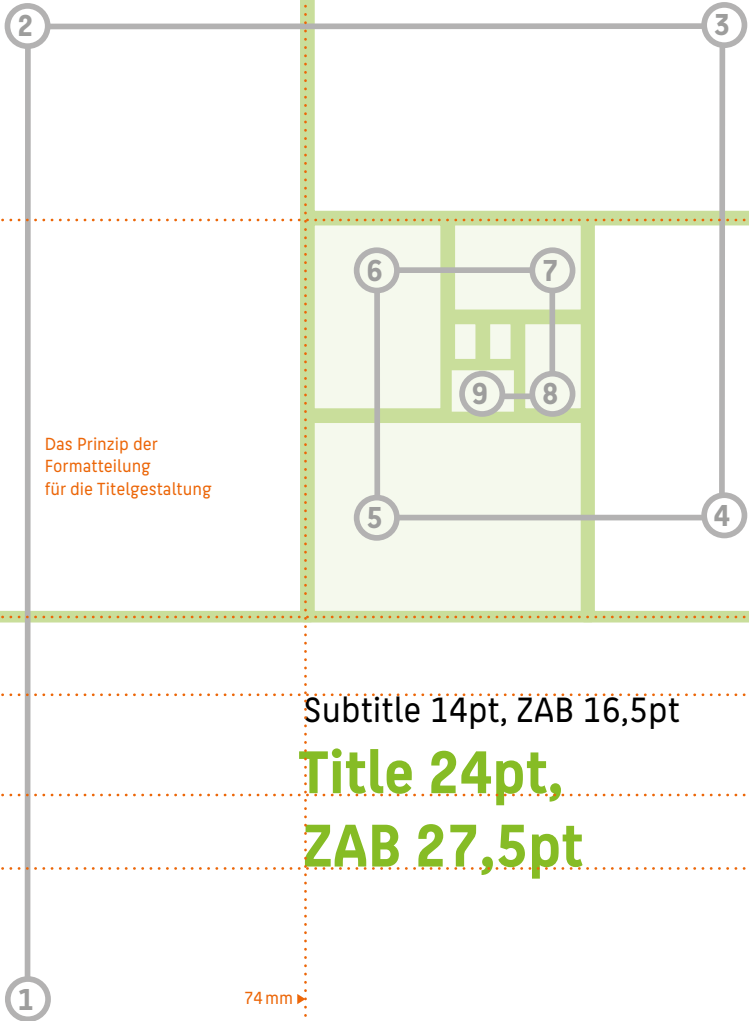 2
3
6
7
9
8
Das Prinzip der
Formatteilung
für die Titelgestaltung
5
4
Subtitle 14pt, ZAB 16,5pt
Title 24pt,
ZAB 27,5pt
74 mm
1